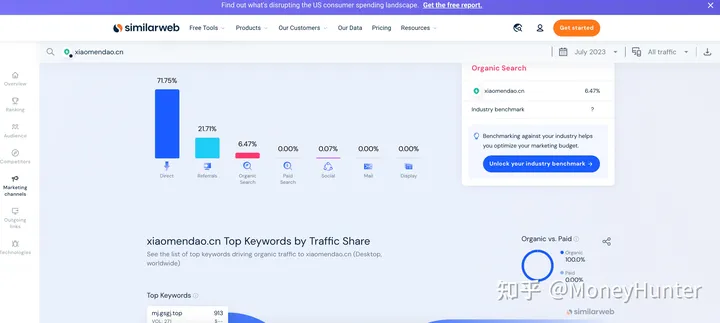 Find out what's disrupting the US consumer spending landscape. Get the free report.
similarweb
Free Tools
Products
Our Customers
Our Data
Pricing
Resources
Get started
xiaomendao.cn
July 2023
All traffic
Overview
Ranking
Audience
Competitors
Marketing channels
Outgoing links
Technologies
71.75%
21.71%
6.47%
0.00%
0.07%
0.00%
0.00%
Direct
Referrals
Organic Search
Paid Search
Social
Mail
Display
Organic Search
xiaomendao.cn 6.47%
Industry benchmark ?
Benchmarking against your industry helps
you optimize your marketing budget.
Unlock your industry benchmark →
xiaomendao.cn Top Keywords by Traffic Share
See the list of top keywords driving organic traffic to xiaomendao.cn (Desktop,
worldwide)
Organic vs. Paid
Organic
100.0%
Paid
0.00%
Top Keywords
mj.gsgj.top 913
VOL: 271 $--
知乎 @MoneyHunter
similarweb